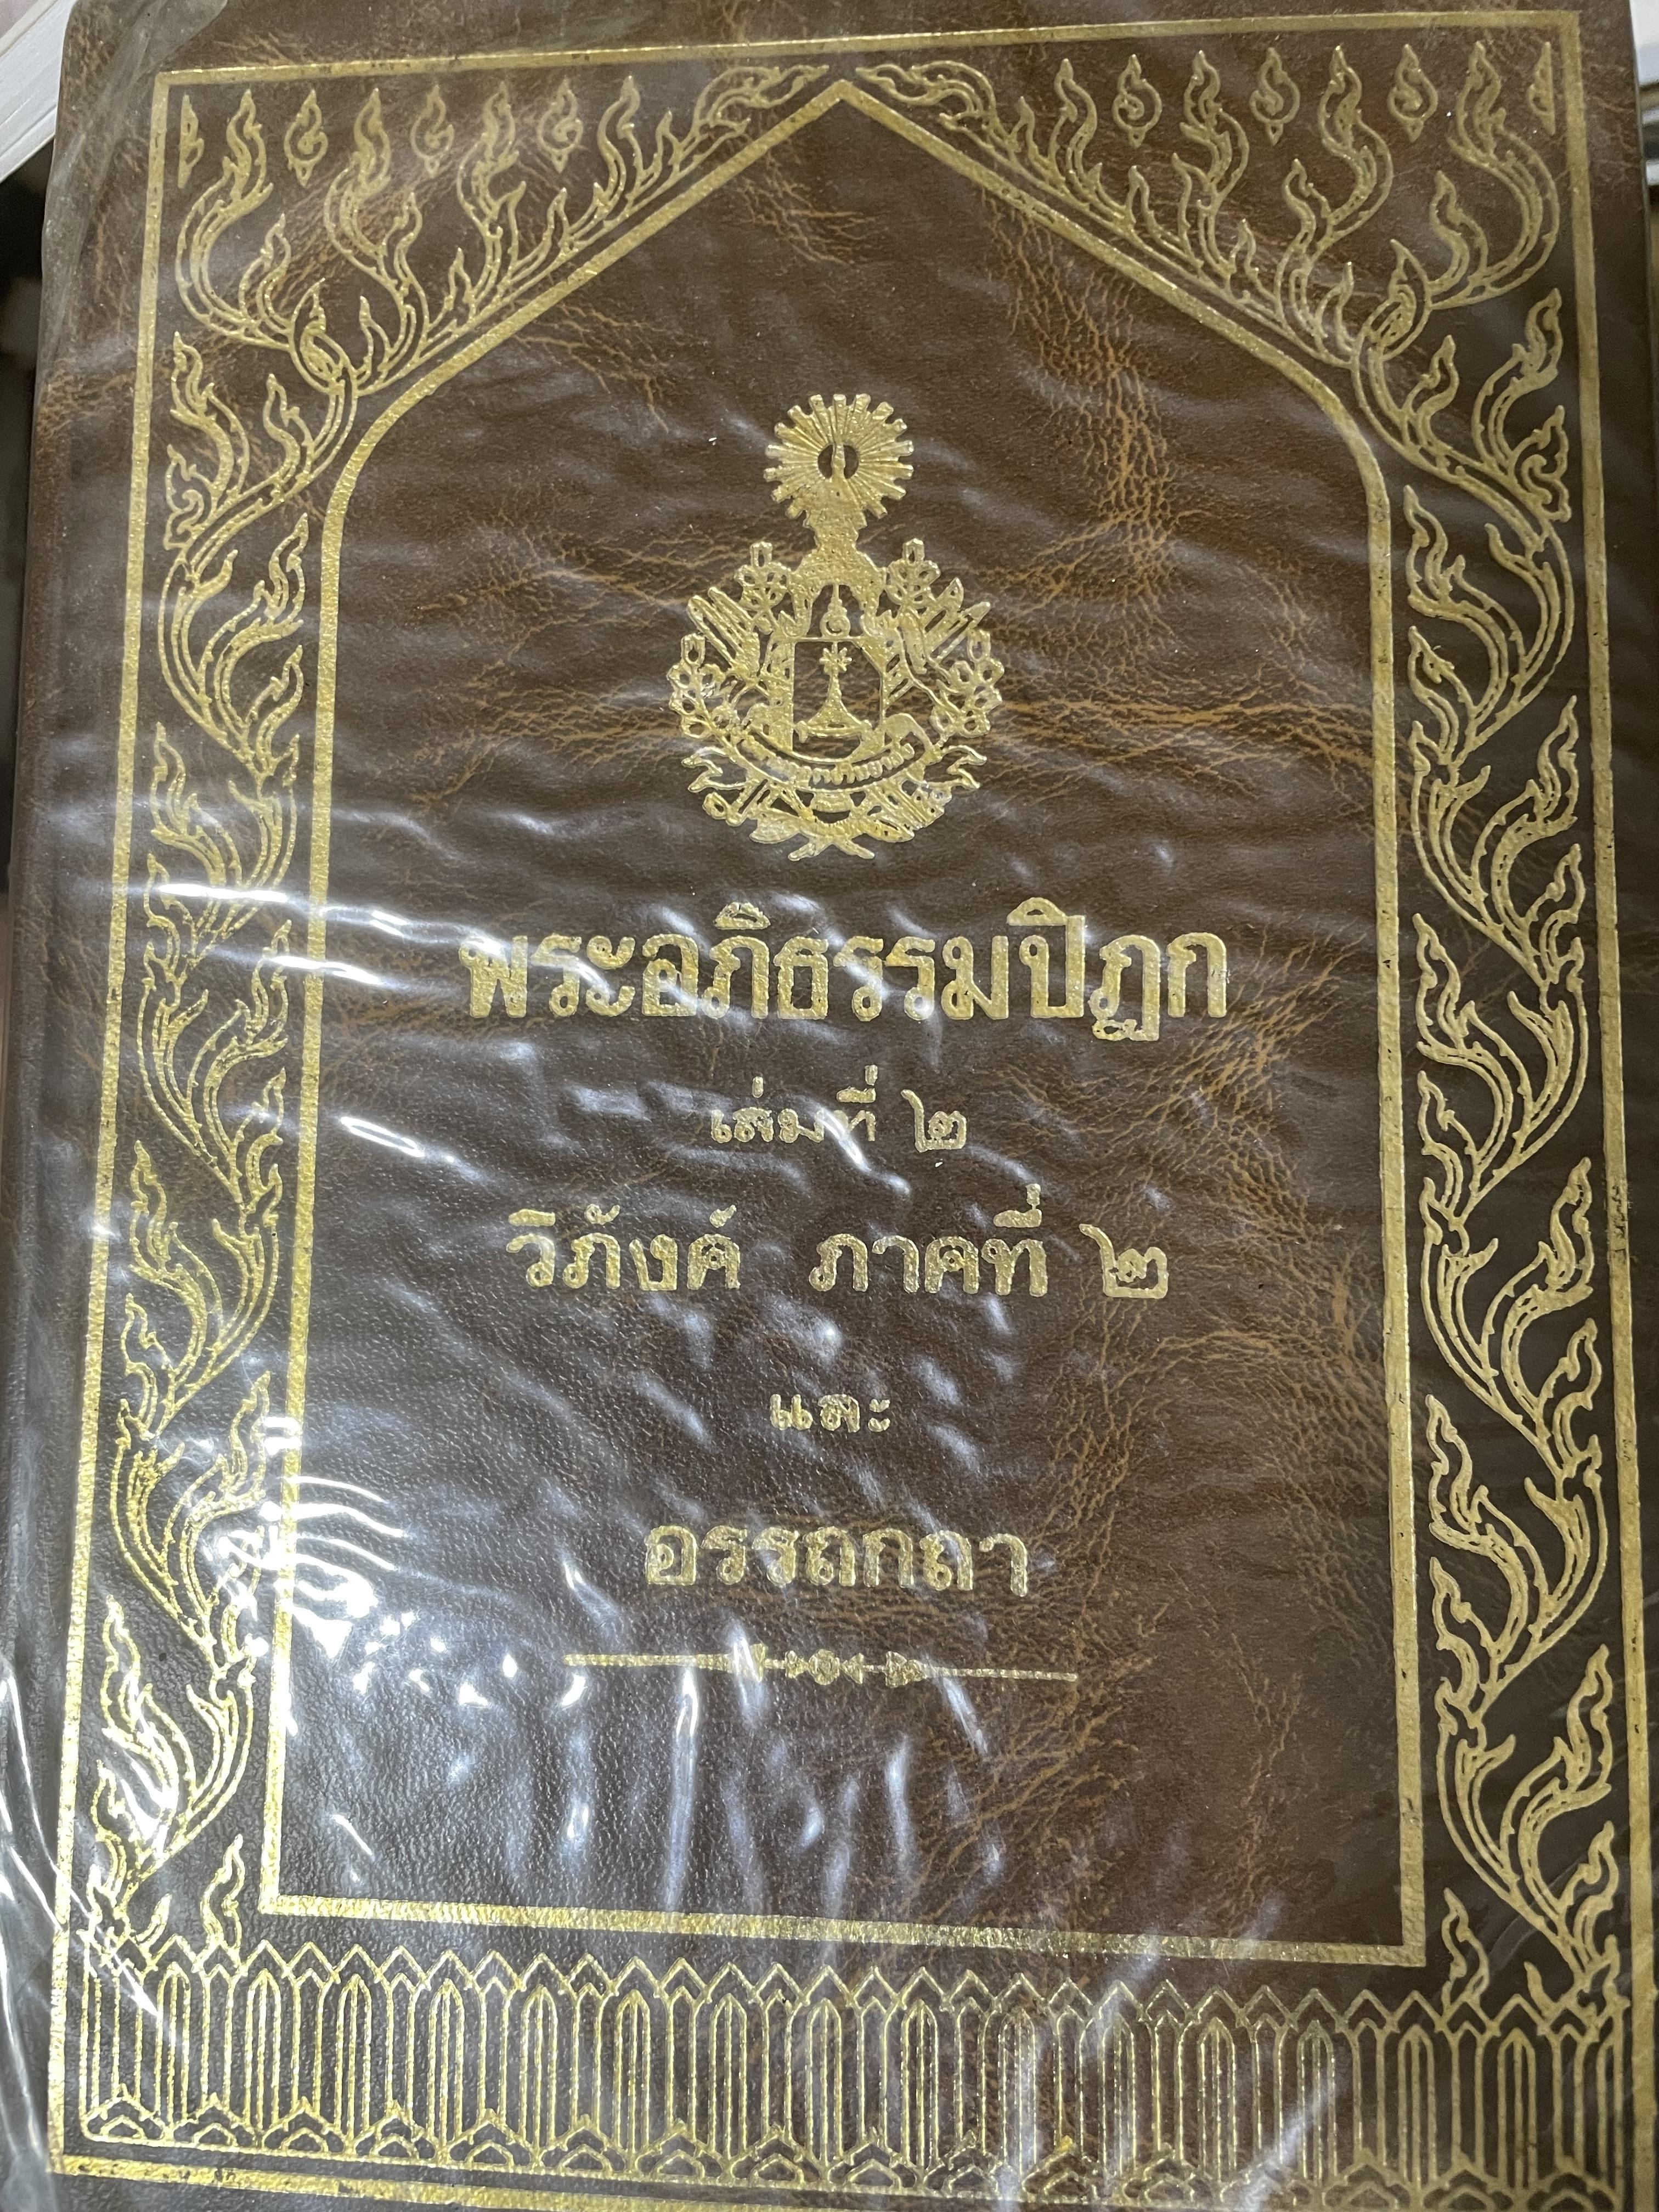 พระอภิธรรมปิฎก
เล่มที่ ๒
วิภังค์ ภาคที่ ๒
และ
อรรถกถา